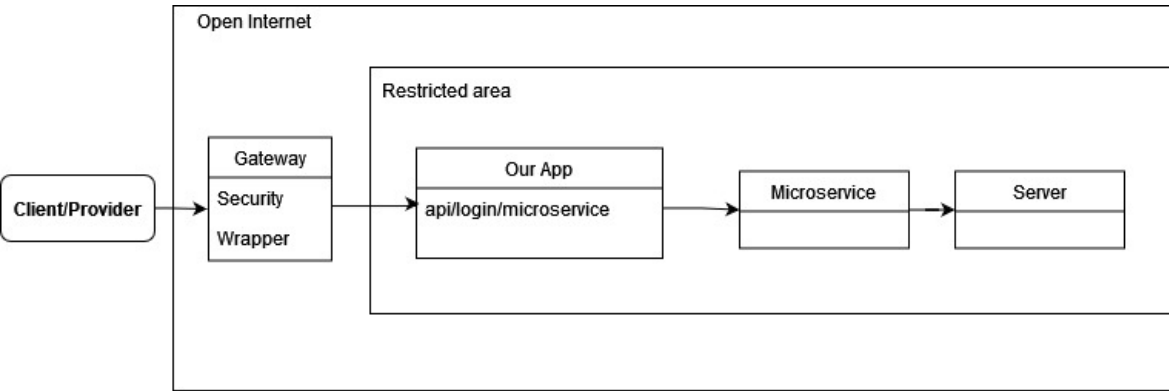 Open Internet
Restricted area
Client/Provider
Gateway
Security
Wrapper
Our App
api/login/microservice
Microservice
Server